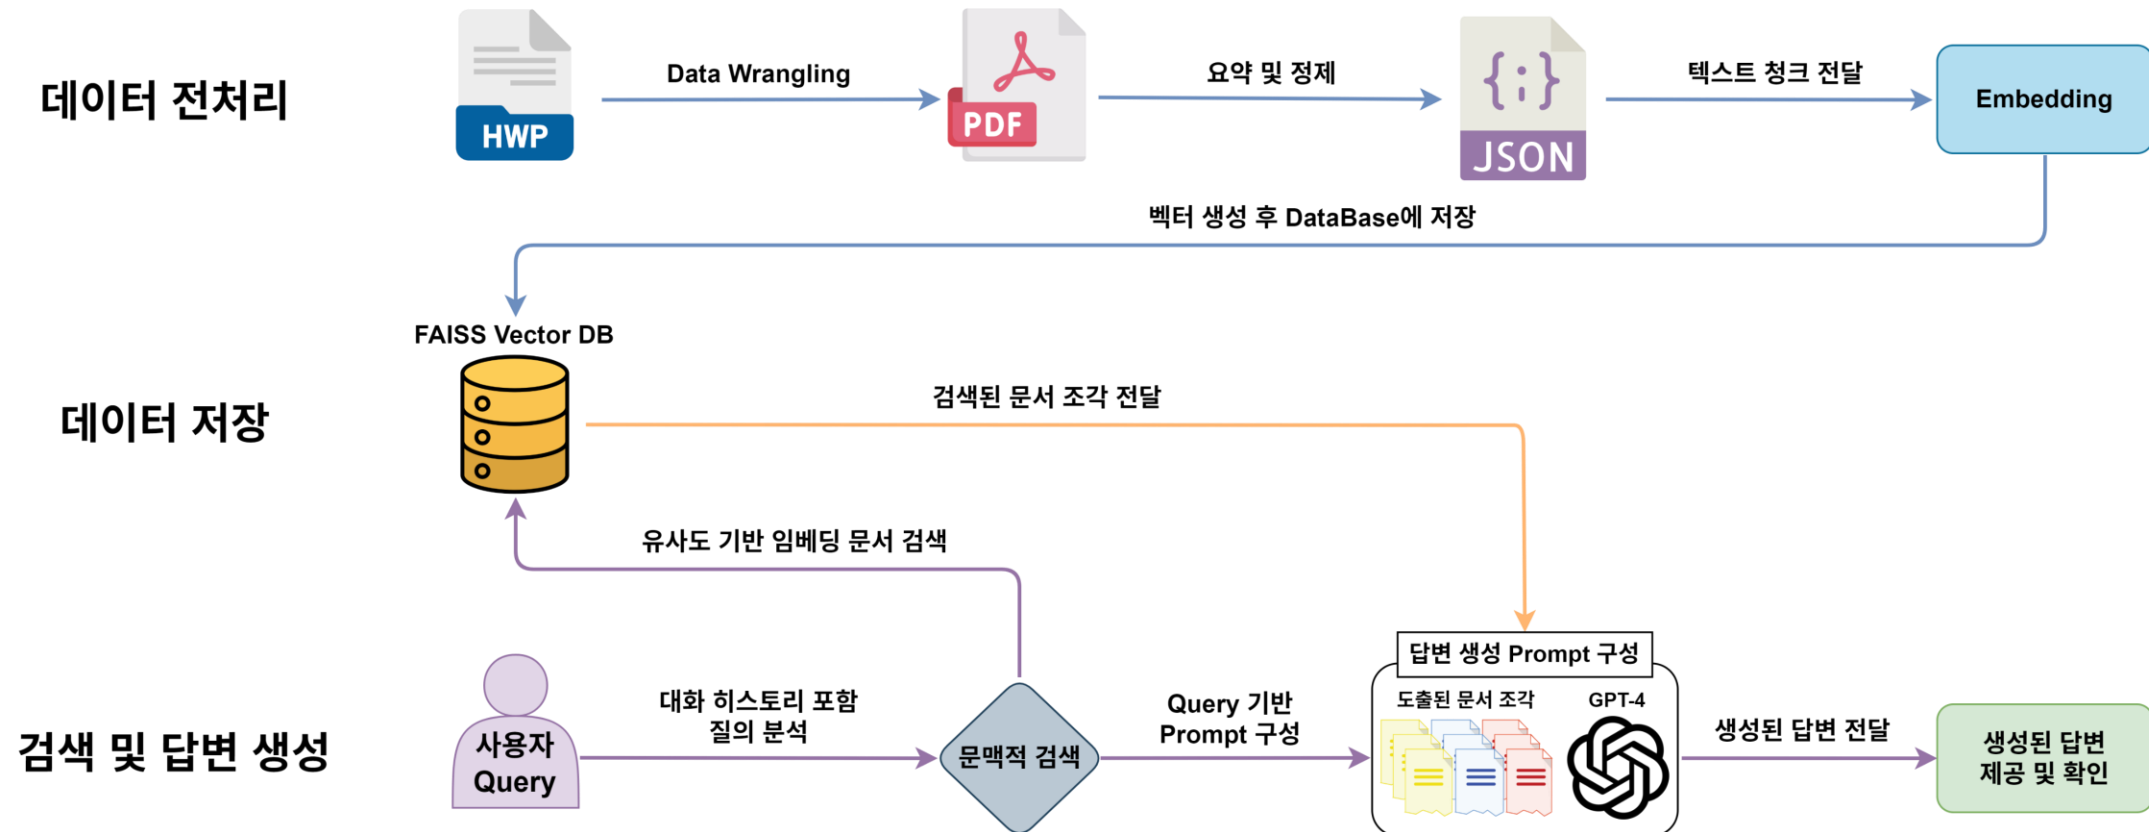 데이터 전처리
HWP
Data Wrangling
PDF
요약 및 정제
{;}
JSON
텍스트 청크 전달
Embedding
벡터 생성 후 DataBase에 저장
FAISS Vector DB
데이터 저장
검색된 문서 조각 전달
유사도 기반 임베딩 문서 검색
검색 및 답변 생성
사용자
Query
대화 히스토리 포함
질의 분석
문맥적 검색
Query 기반
Prompt 구성
답변 생성 Prompt 구성
도출된 문서 조각
GPT-4
생성된 답변 전달
생성된 답변
제공 및 확인